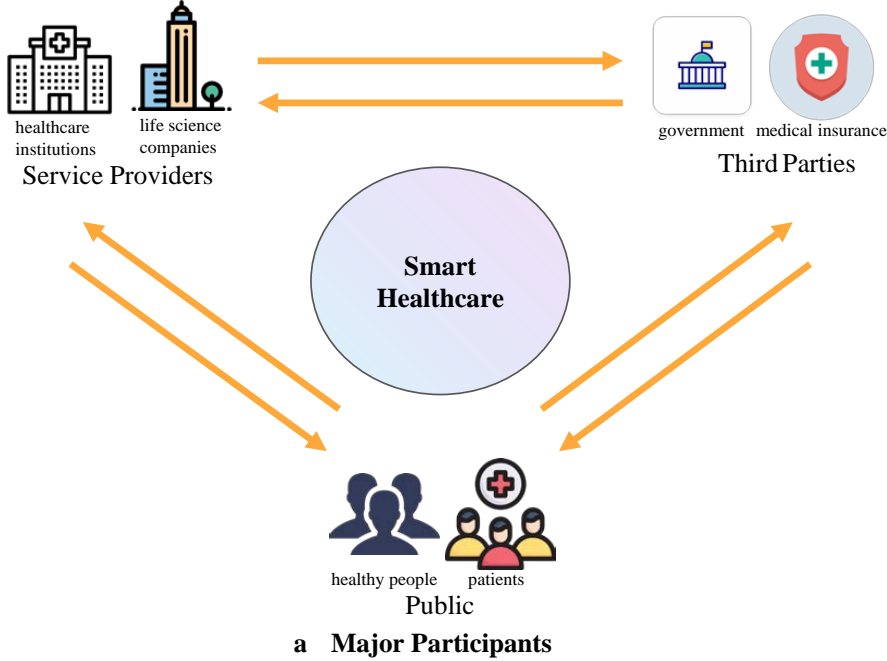 healthcare
institutions
life science
companies
Service Providers
government
medical insurance
Third Parties
Smart
Healthcare
healthy people
patients
Public
a Major Participants